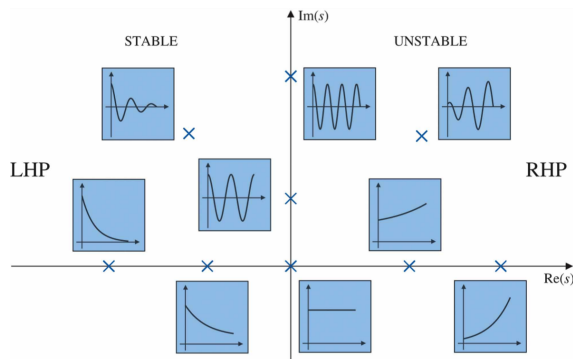 Im(s)
STABLE
UNSTABLE
LHP
RHP
Re(s)